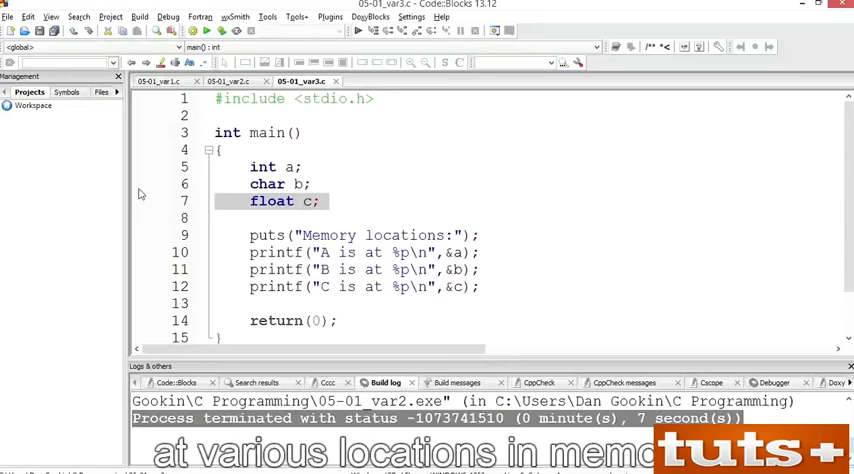 05-01_var3.c - Code::Blocks 13.12
File Edit View Search Project Build Debug Fortran wxSmith Tools Tools+ Plugins DoxyBlocks Settings Help
<global> main() : int
Management
Projects Symbols Files
Workspace
05-01_var1.c 05-01_var2.c 05-01_var3.c
1 #include <stdio.h>
2
3 int main()
4 {
5 int a;
6 char b;
7 float c;
8
9 puts("Memory locations:");
10 printf("A is at %p\n",&a);
11 printf("B is at %p\n",&b);
12 printf("C is at %p\n",&c);
13
14 return(0);
15 }
Logs & others
Code::Blocks Search results Cccc Build log Build messages CppCheck CppCheck messages Cscope Debugger Doxy
Gookin\C Programming\05-01_var2.exe" (in C:\Users\Dan Gookin\C Programming)
Process terminated with status -1073741510 (0 minute(s), 7 second(s))
at various locations in memo
tuts+